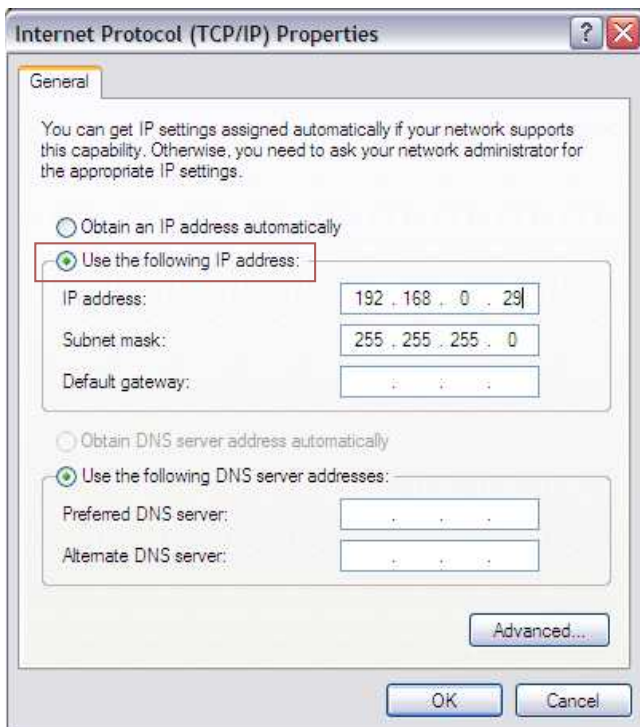 Internet Protocol (TCP/IP) Properties
?
General
You can get IP settings assigned automatically if your network supports
this capability. Otherwise, you need to ask your network administrator for
the appropriate IP settings.
Obtain an IP address automatically
Use the following IP address:
IP address: 192 . 168 . 0 . 29
Subnet mask: 255 . 255 . 255 . 0
Default gateway: . . .
Obtain DNS server address automatically
Use the following DNS server addresses:
Preferred DNS server: . . .
Alternate DNS server: . . .
Advanced...
OK Cancel